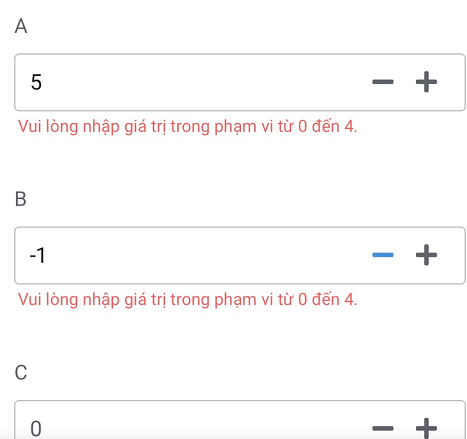 A
5
Vui lòng nhập giá trị trong phạm vi từ 0 đến 4.
B
-1
Vui lòng nhập giá trị trong phạm vi từ 0 đến 4.
C
0